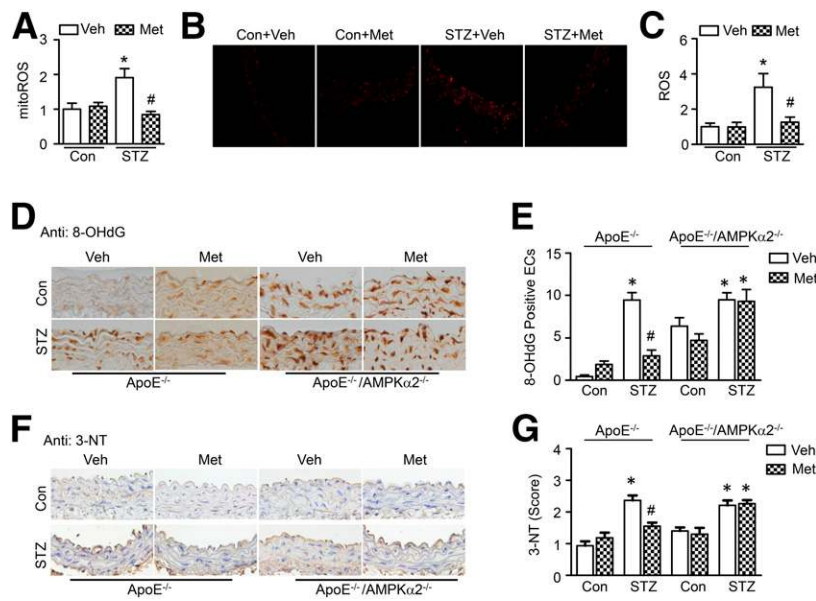 A
Veh Met
mitoROS
3
2
1
0
*
#
Con STZ
B
Con+Veh Con+Met STZ+Veh STZ+Met
C
Veh Met
ROS
6
4
2
0
*
#
Con STZ
D
Anti: 8-OHdG
Veh Met Veh Met
Con
STZ
ApoE-/- ApoE-/-/AMPKα2-/-
E
ApoE-/- ApoE-/-/AMPKα2-/-
Veh
Met
8-OHdG Positive ECs
15
10
5
0
*
#
* *
Con STZ Con STZ
F
Anti: 3-NT
Veh Met Veh Met
Con
STZ
ApoE-/- ApoE-/-/AMPKα2-/-
G
ApoE-/- ApoE-/-/AMPKα2-/-
Veh
Met
3-NT (Score)
4
3
2
1
0
*
#
* *
Con STZ Con STZ